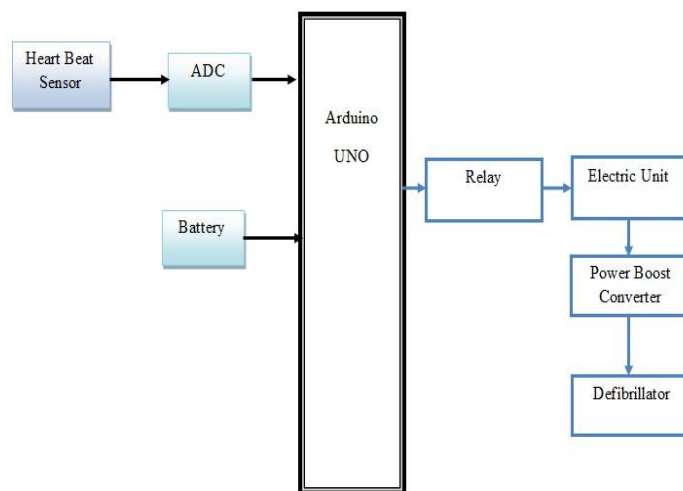 Heart Beat
Sensor
ADC
Arduino
UNO
Relay
Electric Unit
Battery
Power Boost
Converter
Defibrillator